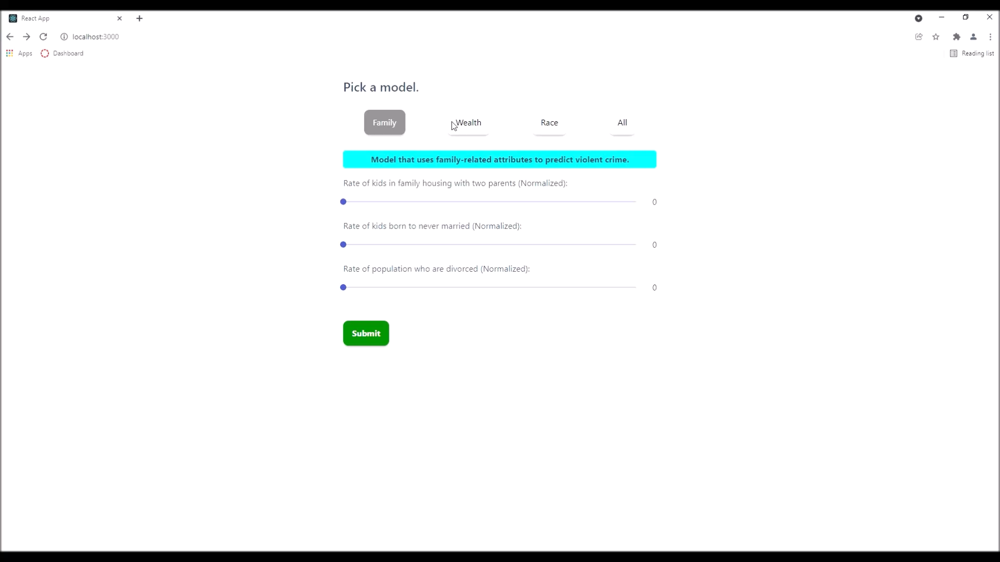 React App
localhost:3000
Apps
Dashboard
Reading list
Pick a model.
Family
Wealth
Race
All
Model that uses family-related attributes to predict violent crime.
Rate of kids in family housing with two parents (Normalized):
0
Rate of kids born to never married (Normalized):
0
Rate of population who are divorced (Normalized):
0
Submit